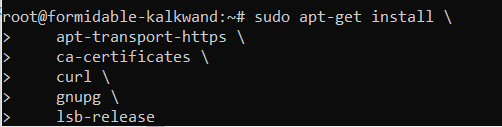 root@formidable-kalkwand:~# sudo apt-get install \
>     apt-transport-https \
>     ca-certificates \
>     curl \
>     gnupg \
>     lsb-release